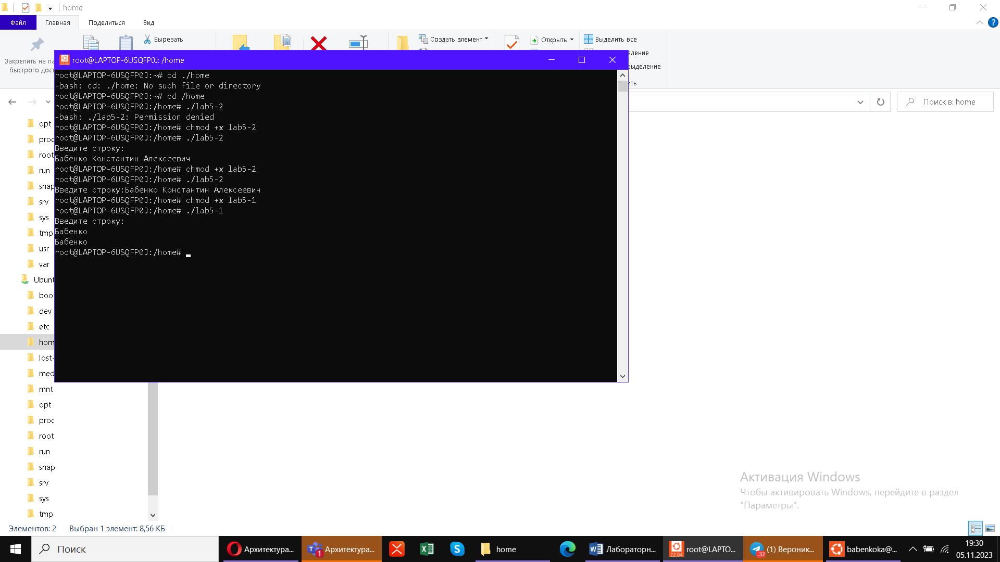 home
Файл Главная Поделиться Вид
Вырезать
Создать элемент
Открыть
Выделить все
Закрепить на па
быстрого дост
root@LAPTOP-6USQFP0J: /home
еление
выделение
ить
root@LAPTOP-6USQFP0J:~# cd ./home
-bash: cd: ./home: No such file or directory
root@LAPTOP-6USQFP0J:~# cd /home
root@LAPTOP-6USQFP0J:/home# ./lab5-2
-bash: ./lab5-2: Permission denied
root@LAPTOP-6USQFP0J:/home# chmod +x lab5-2
root@LAPTOP-6USQFP0J:/home# ./lab5-2
Введите строку:
Бабенко Константин Алексеевич
root@LAPTOP-6USQFP0J:/home# chmod +x lab5-2
root@LAPTOP-6USQFP0J:/home# ./lab5-2
Введите строку:Бабенко Константин Алексеевич
root@LAPTOP-6USQFP0J:/home# chmod +x lab5-1
root@LAPTOP-6USQFP0J:/home# ./lab5-1
Введите строку:
Бабенко
Бабенко
root@LAPTOP-6USQFP0J:/home#
Поиск в: home
opt
proc
root
run
snap
srv
sys
tmp
usr
var
Ubunt
boot
dev
etc
hom
lost-
med
mnt
opt
proc
root
run
snap
srv
sys
tmp
Активация Windows
Чтобы активировать Windows, перейдите в раздел
"Параметры".
Элементов: 2 Выбран 1 элемент: 8,56 КБ
Поиск
Архитектура...
1
Архитектура...
home
Лабораторн...
22.04
root@LAPTO...
..32
(1) Вероник...
babenkoka@...
19:30
05.11.2023